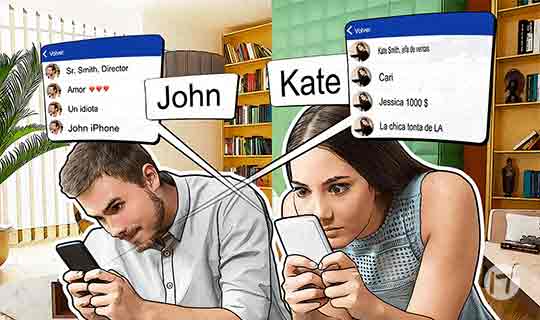 Volver
Sr. Smith, Director
Amor ❤❤❤
Un idiota
John iPhone
John
Kate
Volver
Kate Smith, jefa de ventas
Cari
Jessica 1000 $
La chica tonta de LA